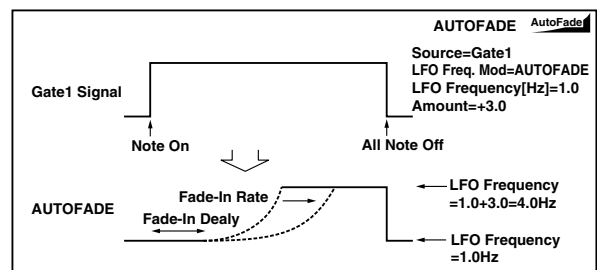 AUTOFADE AutoFade
Source=Gate1
LFO Freq. Mod=AUTOFADE
LFO Frequency[Hz]=1.0
Amount=+3.0
Gate1 Signal
Note On
All Note Off
AUTOFADE
Fade-In Rate
Fade-In Dealy
LFO Frequency
=1.0+3.0=4.0Hz
LFO Frequency
=1.0Hz